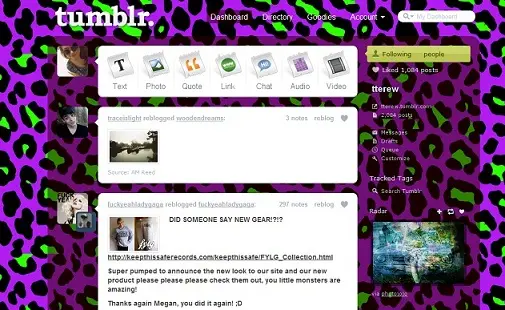 tumblr.
Dashboard Directory Goodies Account
My Dashboard
Text Photo Quote Link Chat Audio Video
Following people
Liked 1,084 posts
tterew
tterew.tumblr.com
2,084 posts
Messages
Drafts
Queue
Customize
Tracked Tags
Search Tumblr
Radar
via
traceislight reblogged woodendreams: 3 notes reblog
Source: AM Reed
fuckyeahladygaga reblogged fuckyeahladygaga: 297 notes reblog
DID SOMEONE SAY NEW GEAR!?!?
http://keepthissaferecords.com/keepthissafe/FYLG_Collection.html
Super pumped to announce the new look to our site and our new
product please please please check them out, you little monsters are
amazing!
Thanks again Megan, you did it again! ;D